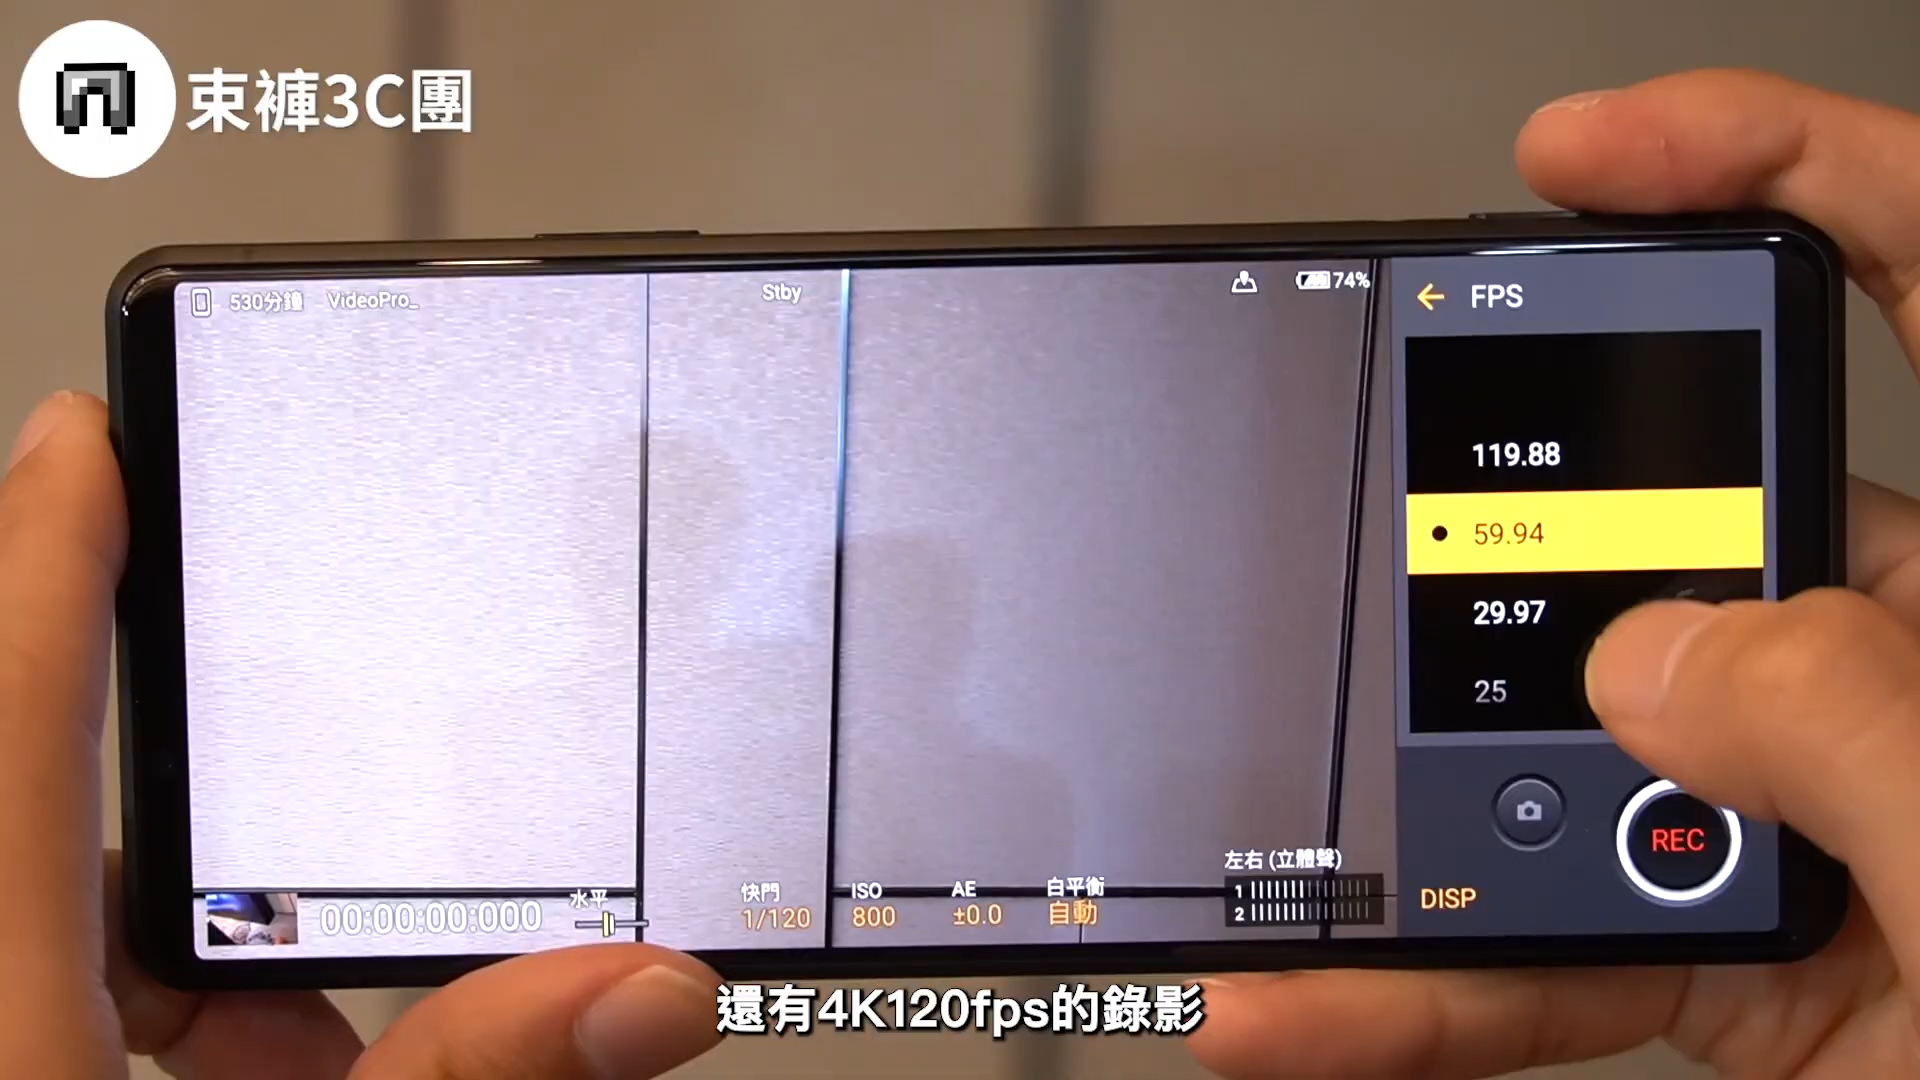 束褲3C團
530分鐘 VideoPro_
Stby
74%
FPS
119.88
59.94
29.97
25
REC
DISP
左右 (立體聲)
1
2
水平
00:00:00:000
快門
1/120
ISO
800
AE
±0.0
白平衡
自動
還有4K120fps的錄影